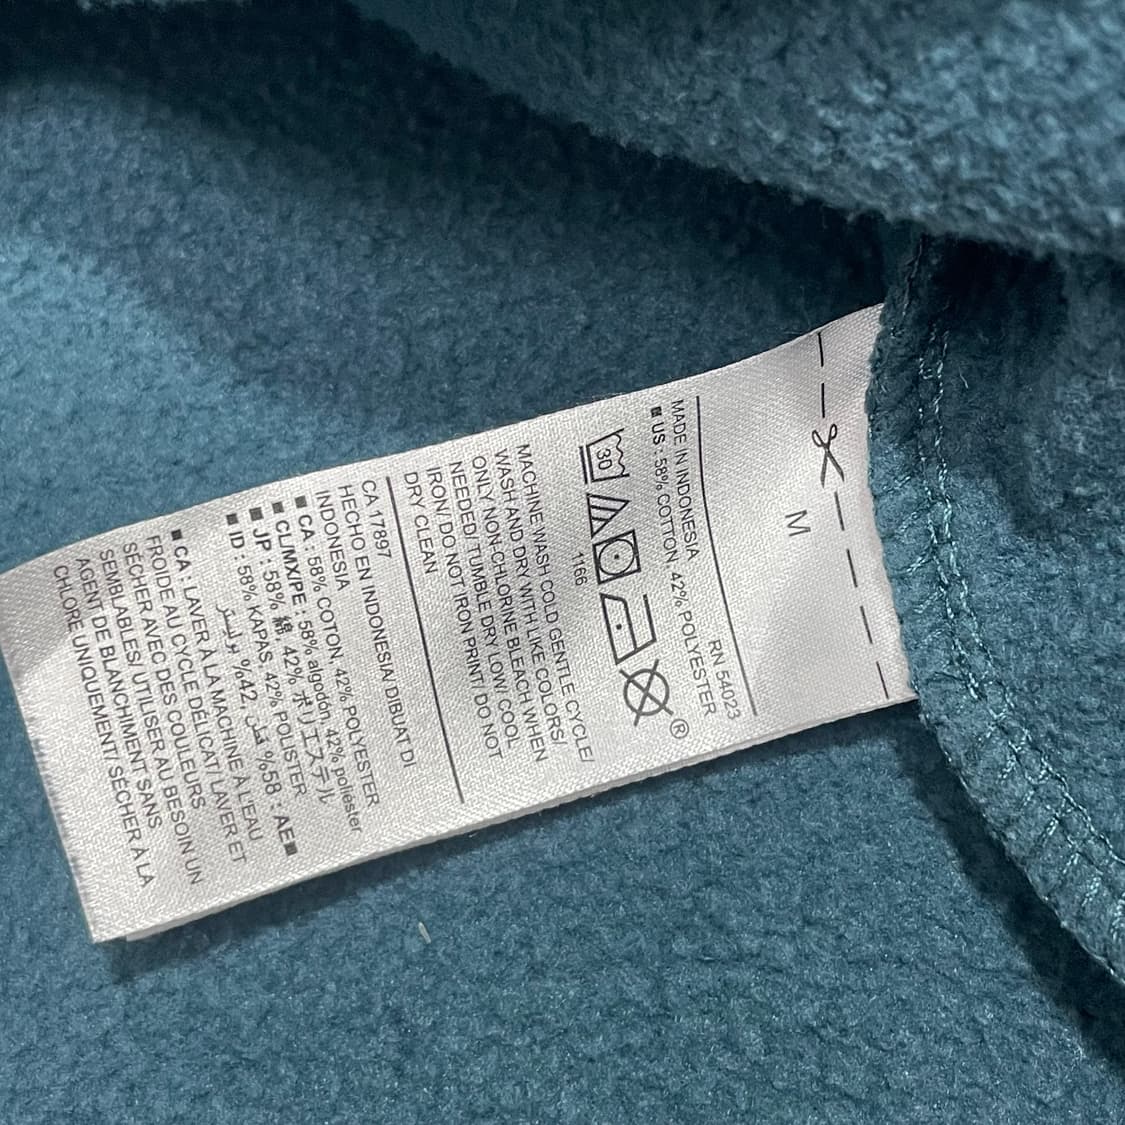 M
RN 54023
MADE IN INDONESIA
■ US : 58% COTTON, 42% POLYESTER
30
®
1166
MACHINE WASH COLD GENTLE CYCLE/
WASH AND DRY WITH LIKE COLORS/
ONLY NON-CHLORINE BLEACH WHEN
NEEDED/ TUMBLE DRY LOW/ COOL
IRON/ DO NOT IRON PRINT/ DO NOT
DRY CLEAN
CA 17897
HECHO EN INDONESIA/ DIBUAT DI
INDONESIA
■ CA : 58% COTON, 42% POLYESTER
■ CL/MX/PE : 58% algodón, 42% poliéster
■ JP : 58% 綿, 42% ポリエステル
■ ID : 58% KAPAS, 42% POLISTER
■AE : 58% قطن, 42% بوليستر
■ CA : LAVER À LA MACHINE À L'EAU
FROIDE AU CYCLE DÉLICAT/ LAVER ET
SÉCHER AVEC DES COULEURS
SEMBLABLES/ UTILISER AU BESOIN UN
AGENT DE BLANCHIMENT SANS
CHLORE UNIQUEMENT/ SÉCHER À LA